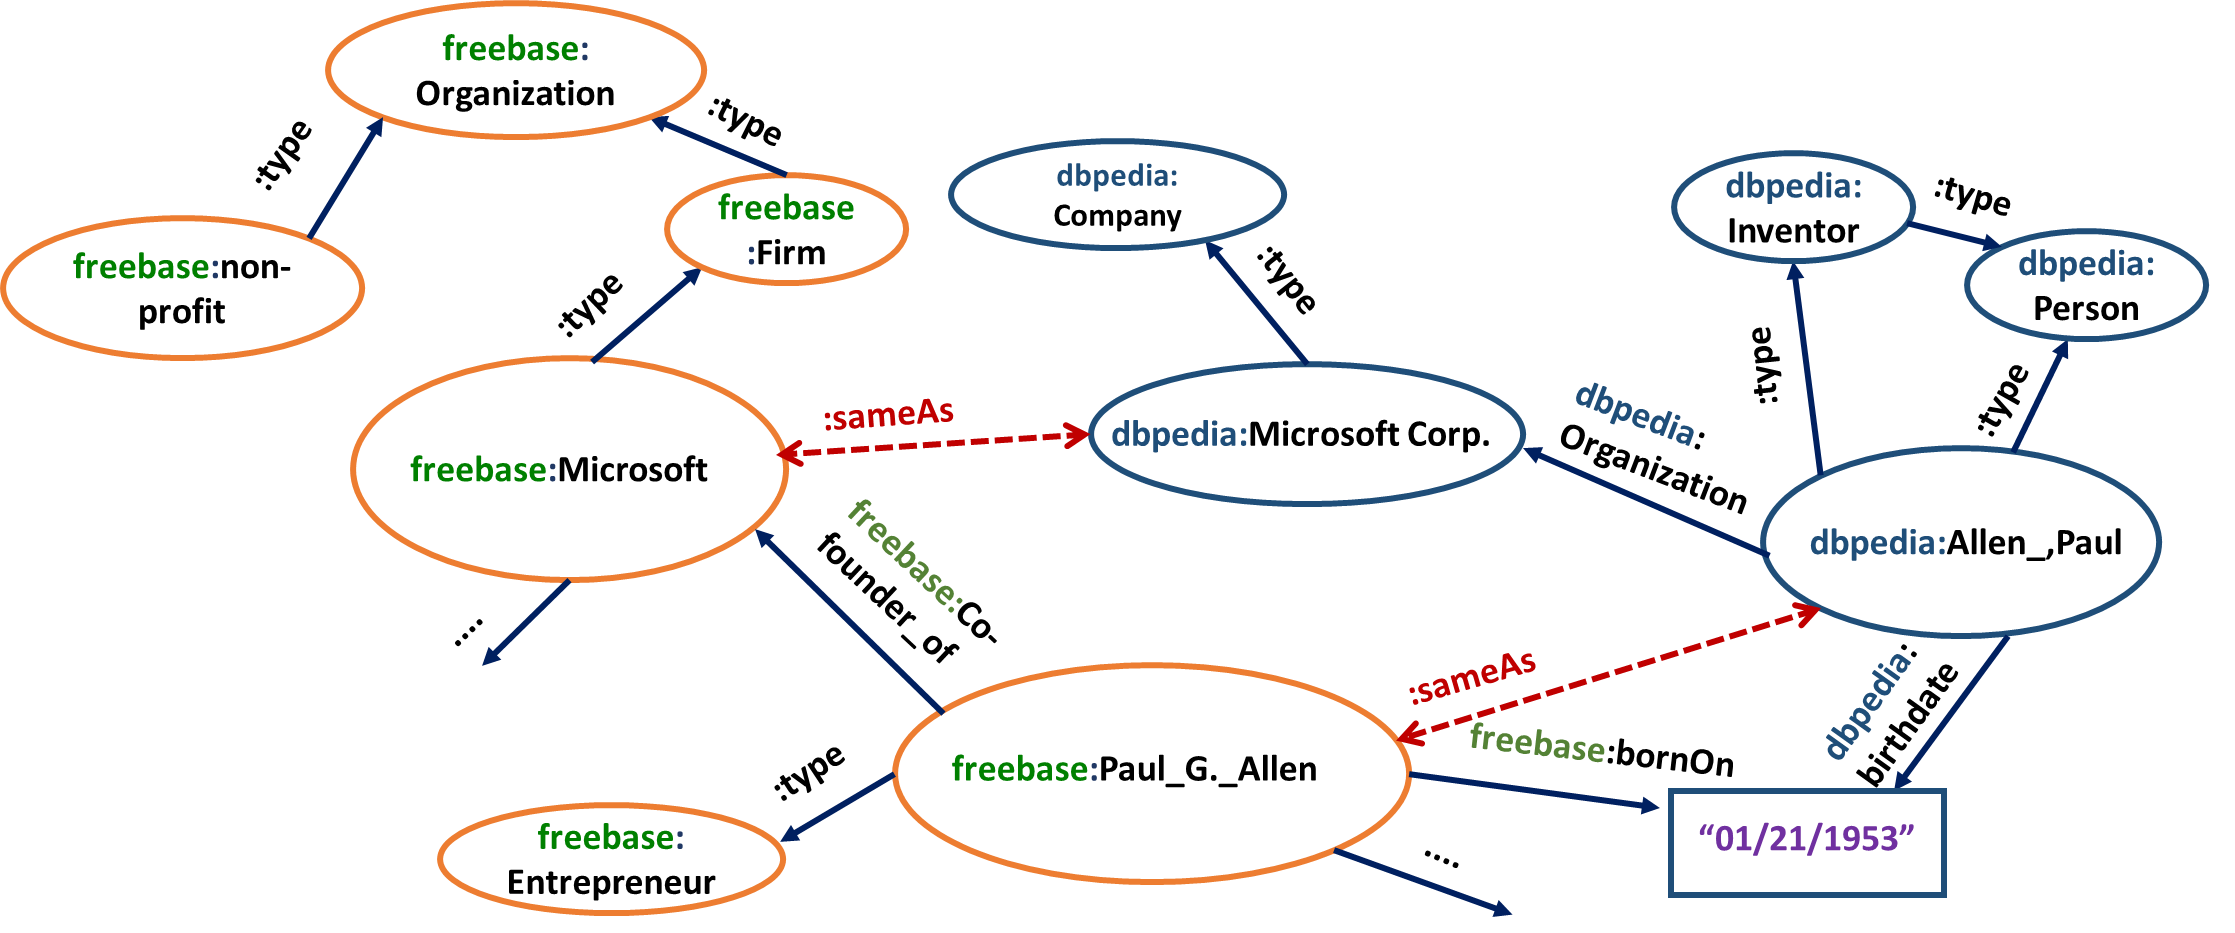 freebase:
Organization
:type
:type
freebase:non-
profit
freebase
:Firm
:type
dbpedia:
Company
:type
dbpedia:
Inventor
:type
dbpedia:
Person
:type
:type
freebase:Microsoft
:sameAs
dbpedia:Microsoft Corp.
dbpedia:
Organization
dbpedia:Allen_,Paul
....
freebase:Co-
founder_of
:sameAs
dbpedia:
birthdate
freebase:bornOn
:type
freebase:Paul_G._Allen
“01/21/1953”
freebase:
Entrepreneur
....